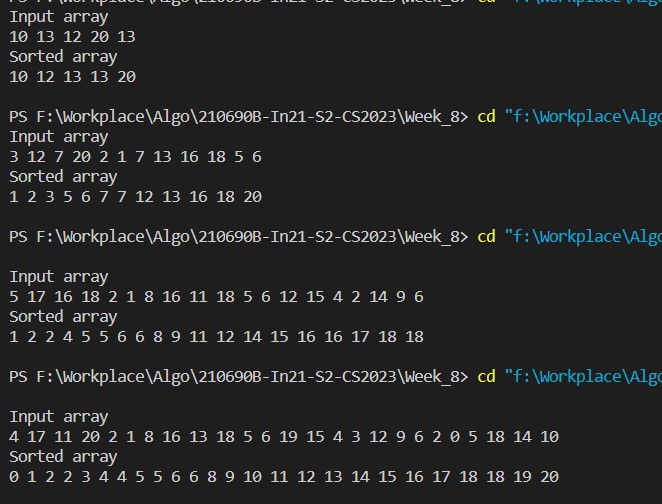 Input array
10 13 12 20 13
Sorted array
10 12 13 13 20
PS F:\Workplace\Algo\210690B-In21-S2-CS2023\Week_8> cd "f:\Workplace\Algo
Input array
3 12 7 20 2 1 7 13 16 18 5 6
Sorted array
1 2 3 5 6 7 7 12 13 16 18 20
PS F:\Workplace\Algo\210690B-In21-S2-CS2023\Week_8> cd "f:\Workplace\Algo
Input array
5 17 16 18 2 1 8 16 11 18 5 6 12 15 4 2 14 9 6
Sorted array
1 2 2 4 5 5 6 6 8 9 11 12 14 15 16 16 17 18 18
PS F:\Workplace\Algo\210690B-In21-S2-CS2023\Week_8> cd "f:\Workplace\Algo
Input array
4 17 11 20 2 1 8 16 13 18 5 6 19 15 4 3 12 9 6 2 0 5 18 14 10
Sorted array
0 1 2 2 3 4 4 5 5 6 6 8 9 10 11 12 13 14 15 16 17 18 18 19 20